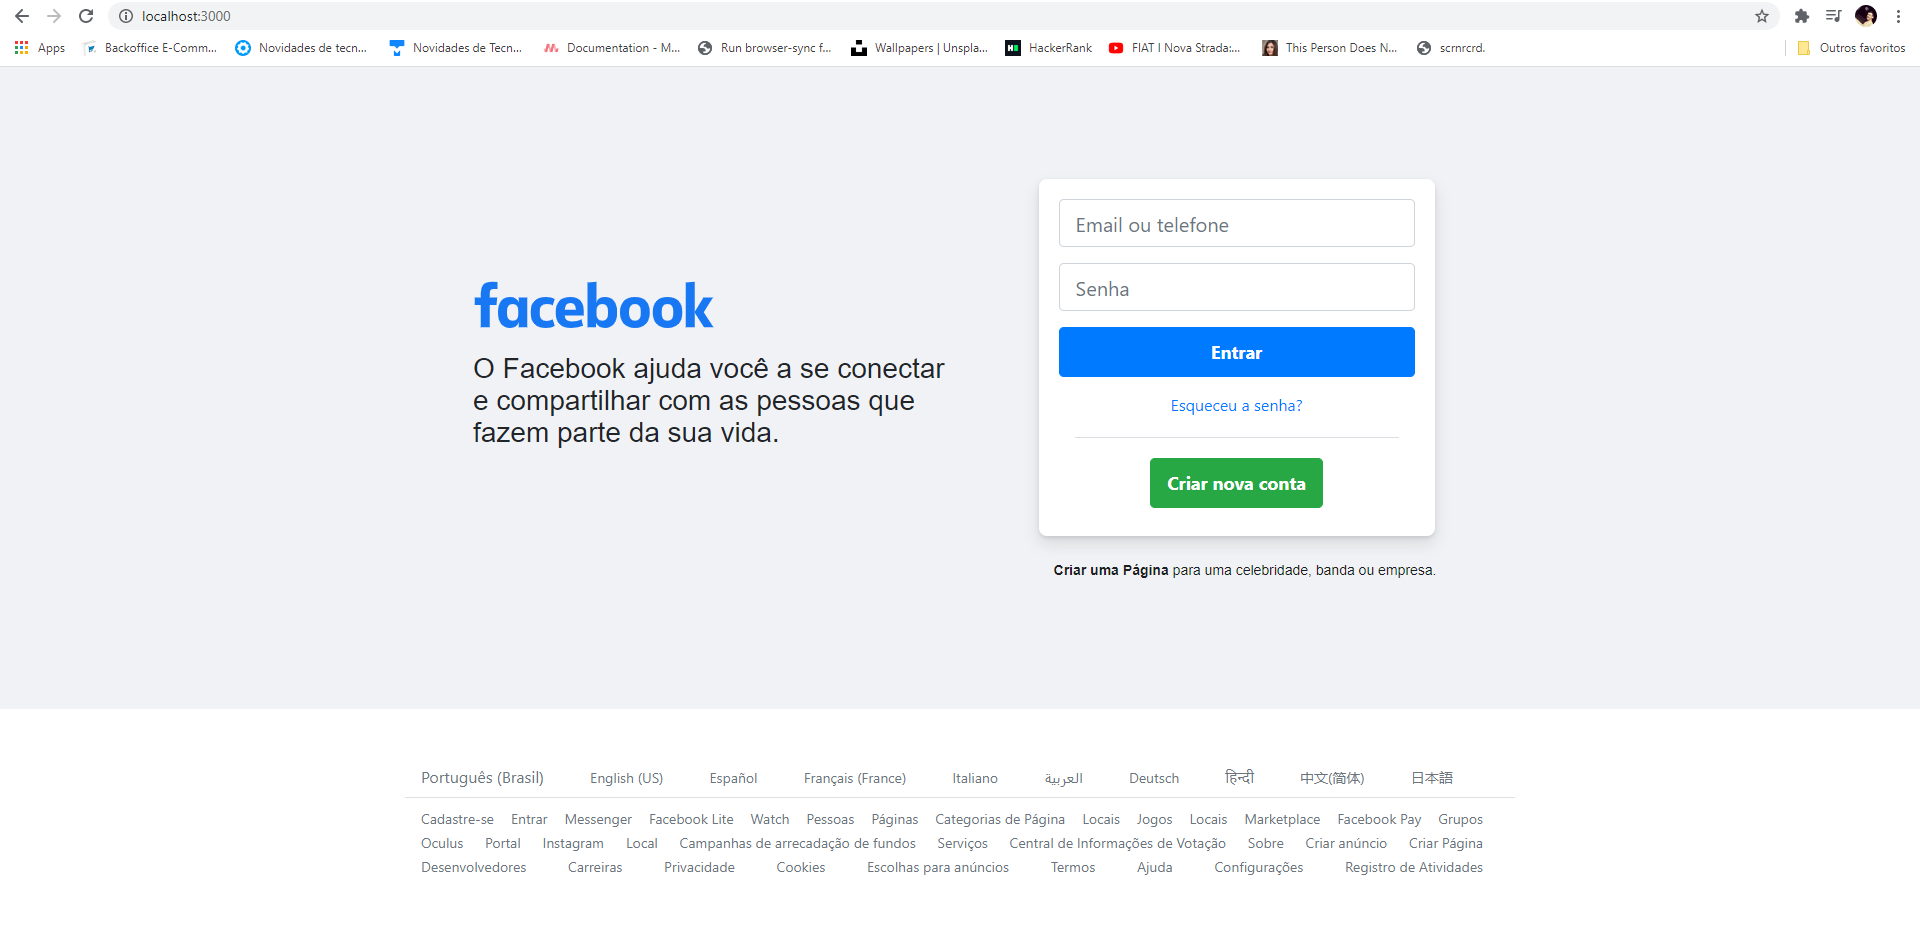 localhost:3000
Apps Backoffice E-Comm... Novidades de tecn... Novidades de Tecn... Documentation - M... Run browser-sync f... Wallpapers | Unspla... HackerRank FIAT I Nova Strada:... This Person Does N... scrnrcrd. Outros favoritos
facebook
O Facebook ajuda você a se conectar
e compartilhar com as pessoas que
fazem parte da sua vida.
Email ou telefone
Senha
Entrar
Esqueceu a senha?
Criar nova conta
Criar uma Página para uma celebridade, banda ou empresa.
Português (Brasil) English (US) Español Français (France) Italiano العربية Deutsch हिन्दी 中文(简体) 日本語
Cadastre-se Entrar Messenger Facebook Lite Watch Pessoas Páginas Categorias de Página Locais Jogos Locais Marketplace Facebook Pay Grupos
Oculus Portal Instagram Local Campanhas de arrecadação de fundos Serviços Central de Informações de Votação Sobre Criar anúncio Criar Página
Desenvolvedores Carreiras Privacidade Cookies Escolhas para anúncios Termos Ajuda Configurações Registro de Atividades